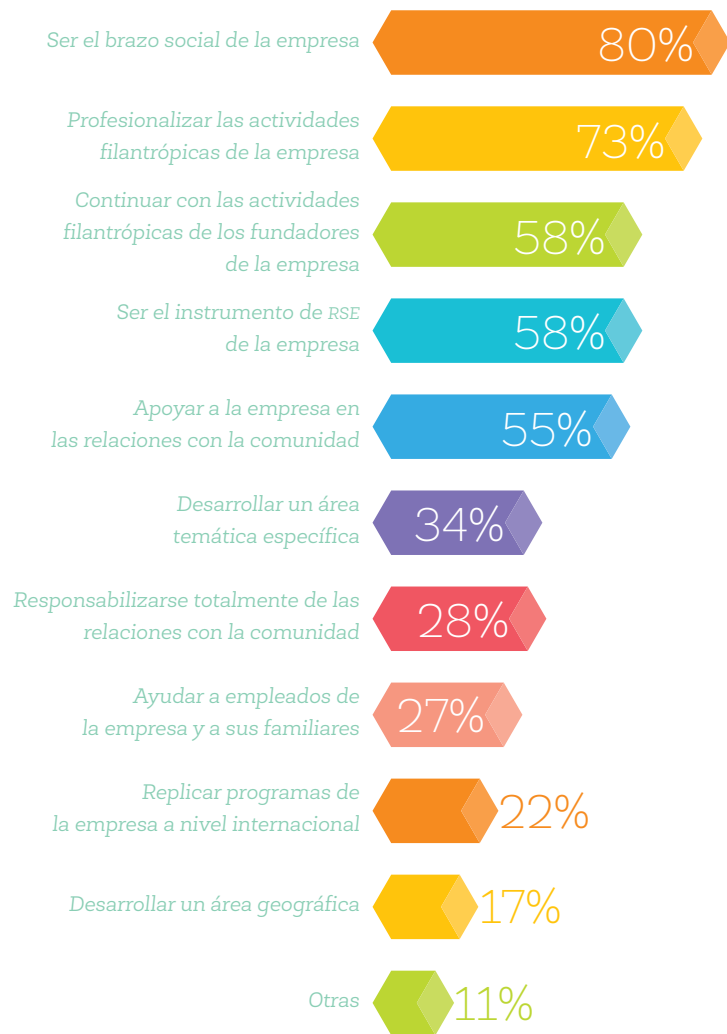 Ser el brazo social de la empresa
80%
Profesionalizar las actividades
filantrópicas de la empresa
73%
Continuar con las actividades
filantrópicas de los fundadores
de la empresa
58%
Ser el instrumento de RSE
de la empresa
58%
Apoyar a la empresa en
las relaciones con la comunidad
55%
Desarrollar un área
temática específica
34%
Responsabilizarse totalmente de las
relaciones con la comunidad
28%
Ayudar a empleados de
la empresa y a sus familiares
27%
Replicar programas de
la empresa a nivel internacional
22%
Desarrollar un área geográfica
17%
Otras
11%